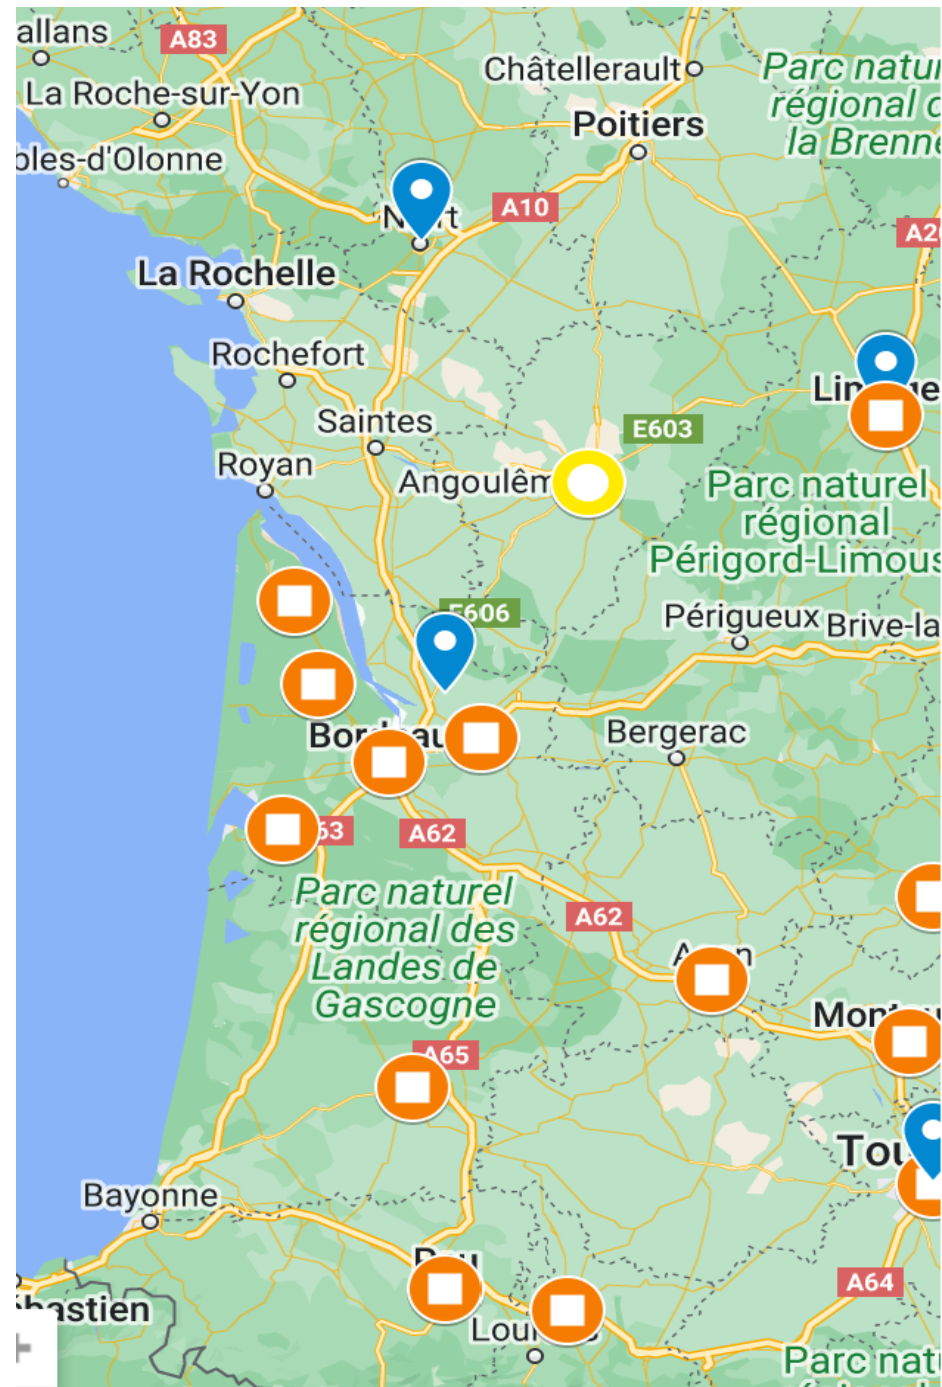 allans
A83
Châtellerault
Parc natur
régional d
la Brenne
La Roche-sur-Yon
Poitiers
bles-d'Olonne
A10
A20
La Rochelle
Rochefort
Saintes
E603
Royan
Angoulêm
Parc naturel
régional
Périgord-Limous
E606
Périgueux
Brive-la
Bergerac
63
A62
Parc naturel
régional des
Landes de
Gascogne
A62
A65
Bayonne
A64
bastien
Parc nat